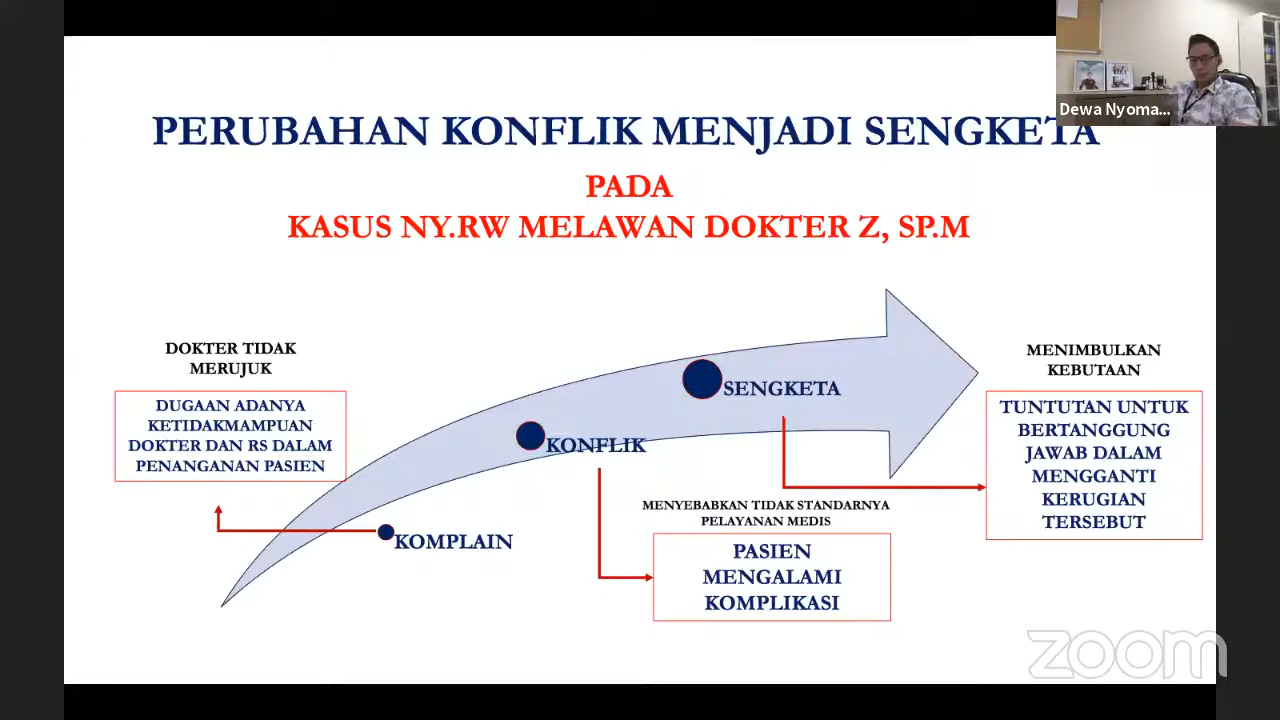 Dewa Nyoma...
PERUBAHAN KONFLIK MENJADI SENGKETA
PADA
KASUS NY.RW MELAWAN DOKTER Z, SP.M
DOKTER TIDAK
MERUJUK
DUGAAN ADANYA
KETIDAKMAMPUAN
DOKTER DAN RS DALAM
PENANGANAN PASIEN
KOMPLAIN
KONFLIK
MENYEBABKAN TIDAK STANDARNYA
PELAYANAN MEDIS
PASIEN
MENGALAMI
KOMPLIKASI
SENGKETA
MENIMBULKAN
KEBUTAAN
TUNTUTAN UNTUK
BERTANGGUNG
JAWAB DALAM
MENGGANTI
KERUGIAN
TERSEBUT
zoom